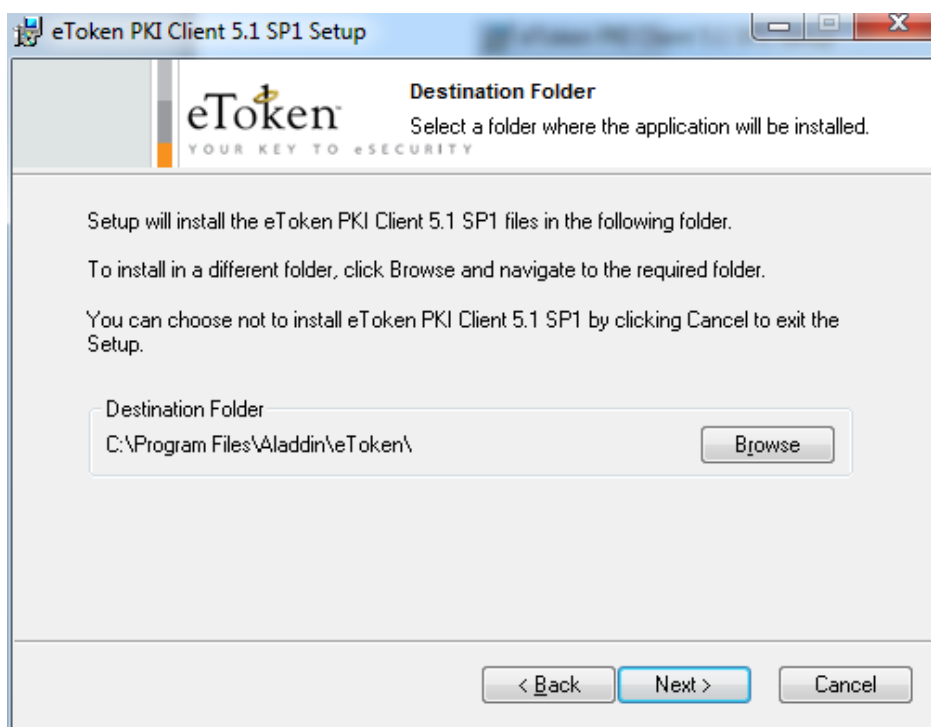 eToken PKI Client 5.1 SP1 Setup
eToken
YOUR KEY TO eSECURITY
Destination Folder
Select a folder where the application will be installed.
Setup will install the eToken PKI Client 5.1 SP1 files in the following folder.
To install in a different folder, click Browse and navigate to the required folder.
You can choose not to install eToken PKI Client 5.1 SP1 by clicking Cancel to exit the
Setup.
Destination Folder
C:\Program Files\Aladdin\eToken\
Browse
< Back
Next >
Cancel